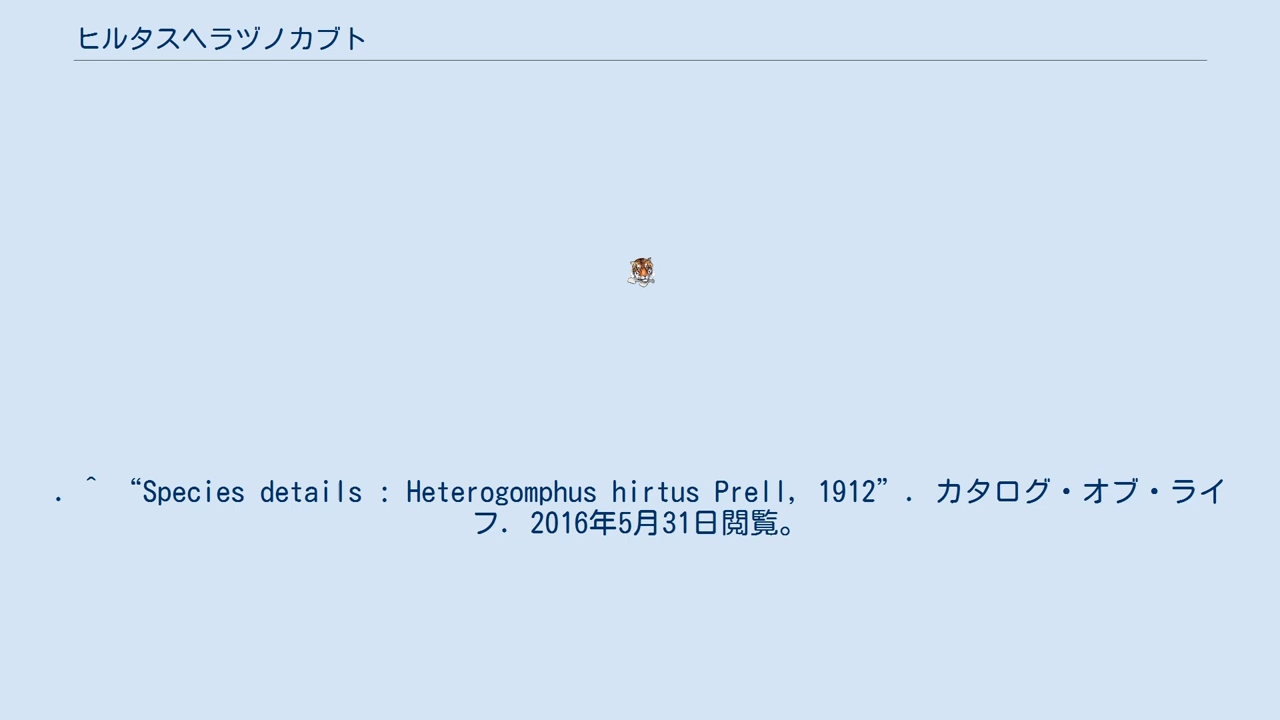 ヒルタスヘラヅノカブト
. ^ “Species details : Heterogomphus hirtus Prell, 1912”. カタログ・オブ・ライ
フ. 2016年5月31日閲覧。